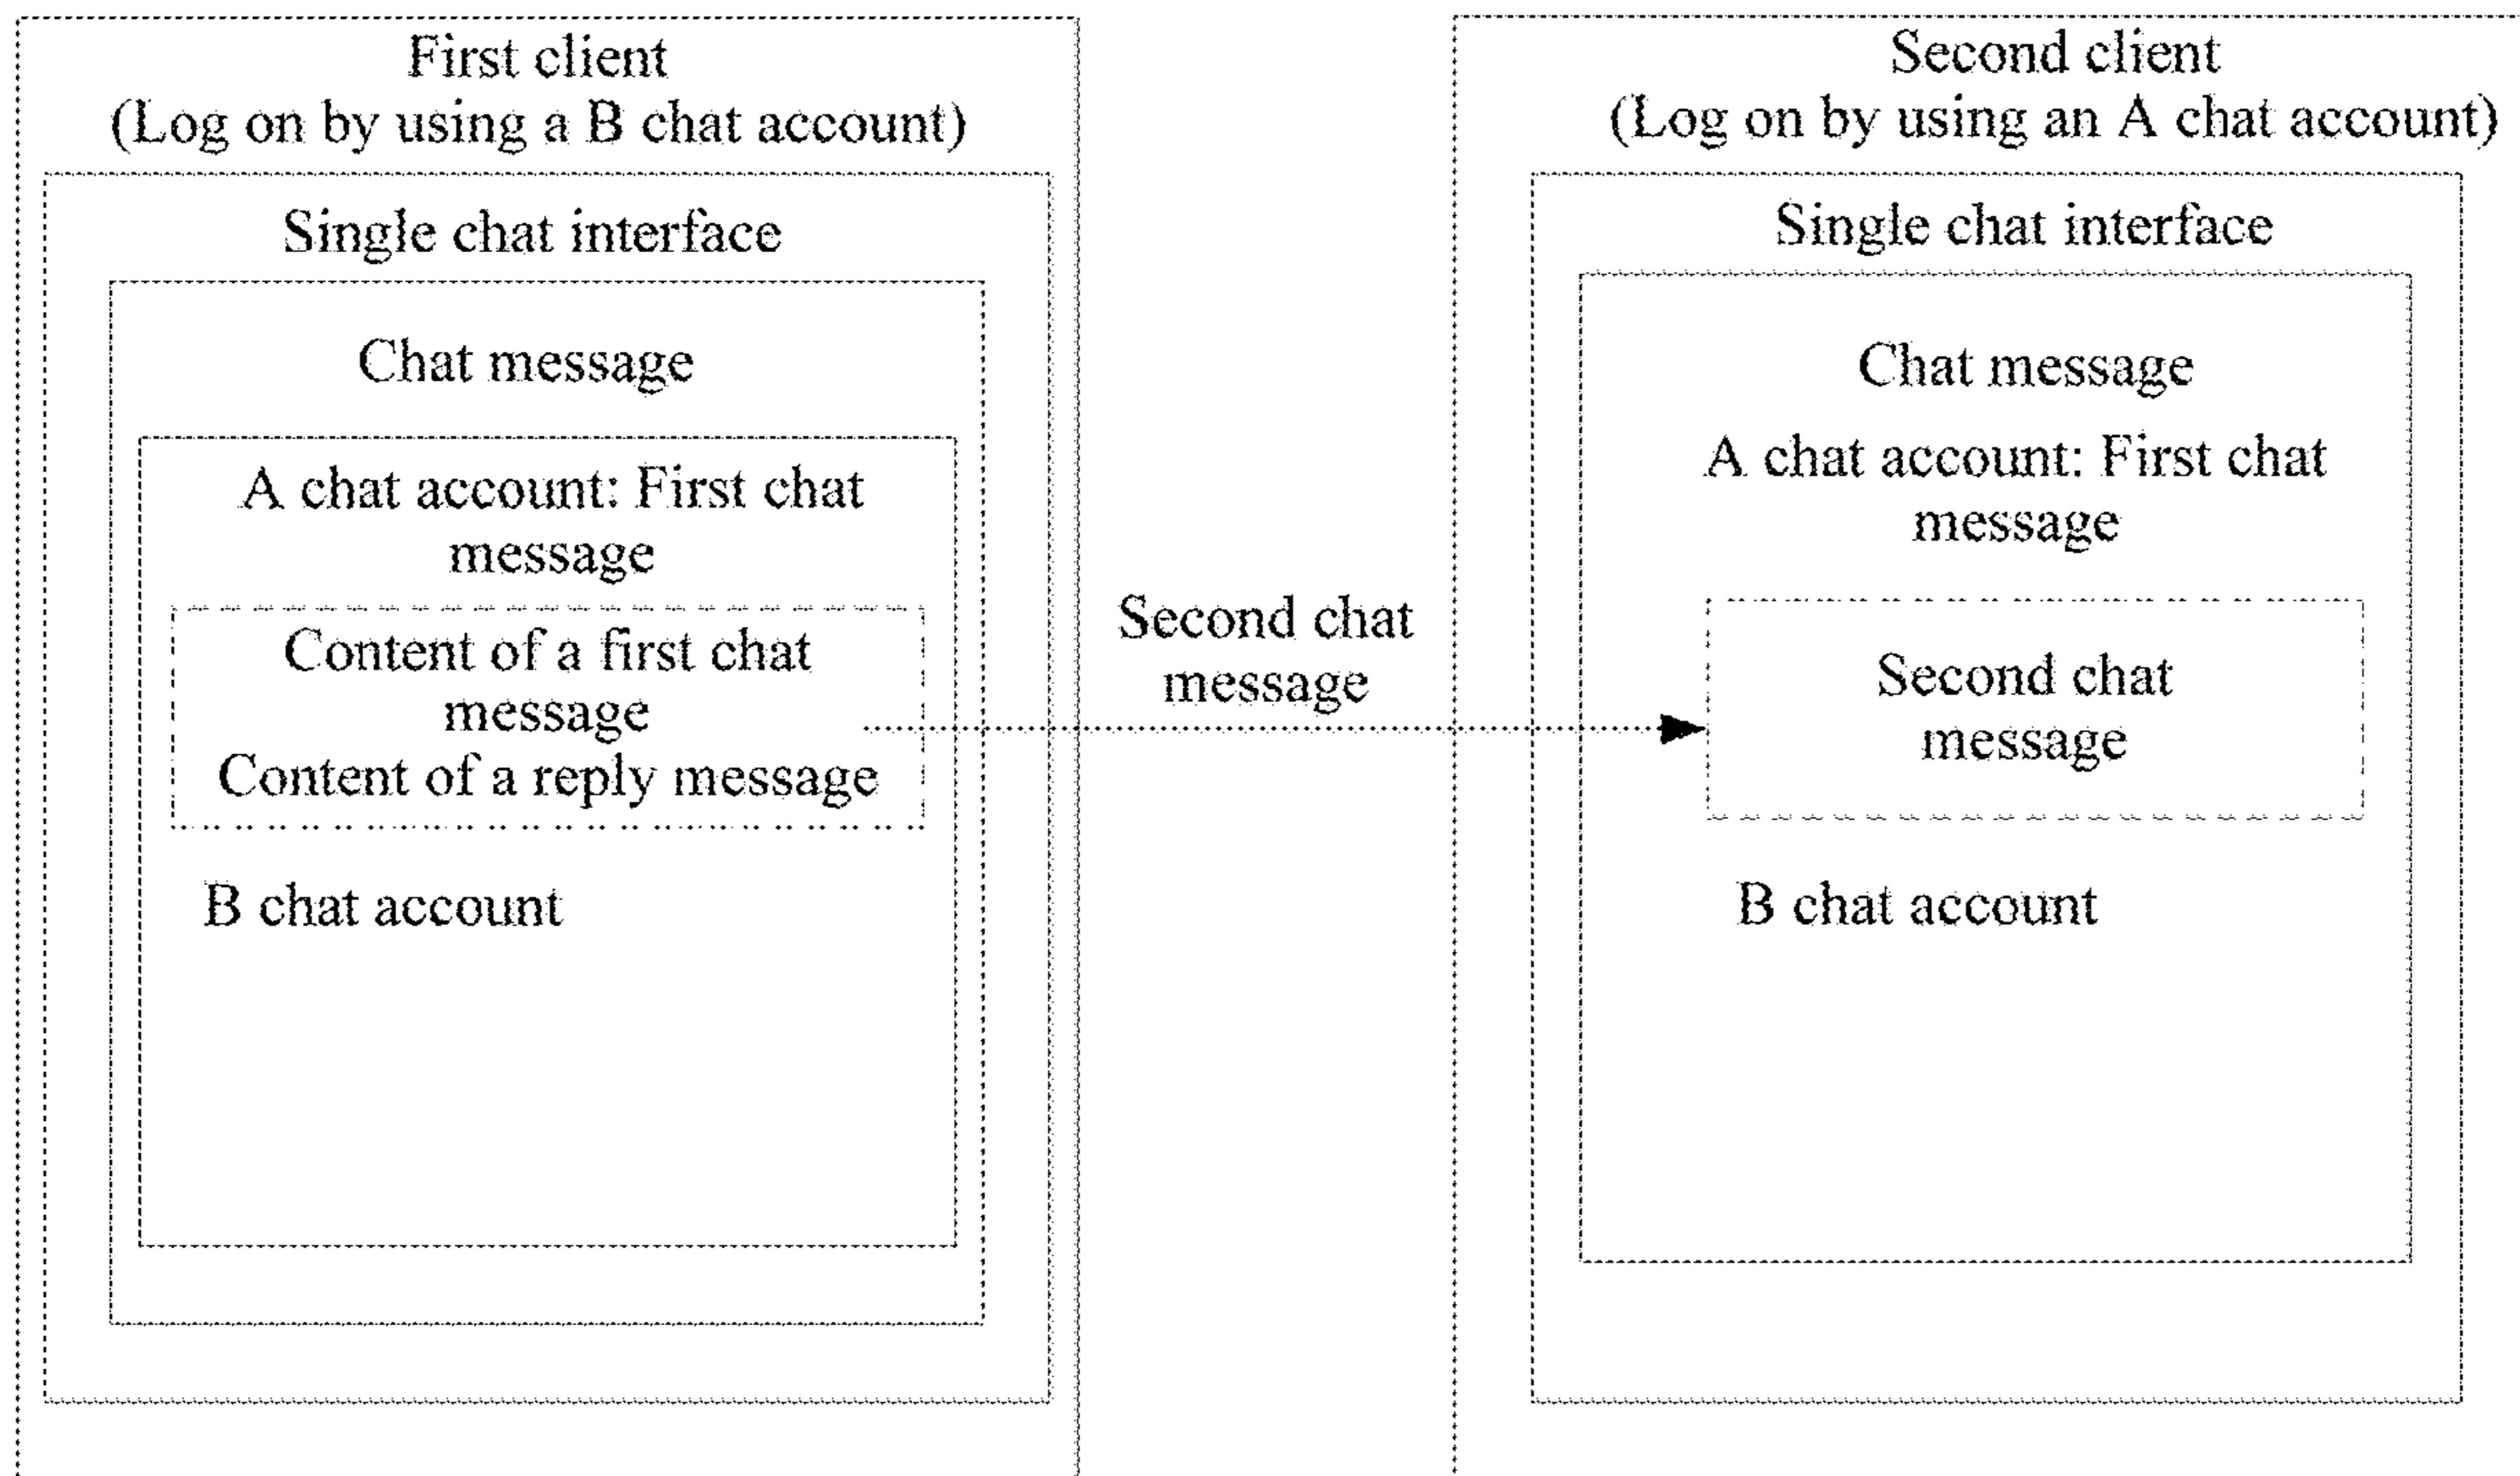 First client
(Log on by using a B chat account)
Single chat interface
Chat message
A chat account: First chat
message
Content of a first chat
message
Content of a reply message
B chat account
Second chat
message
Second client
(Log on by using an A chat account)
Single chat interface
Chat message
A chat account: First chat
message
Second chat
message
B chat account